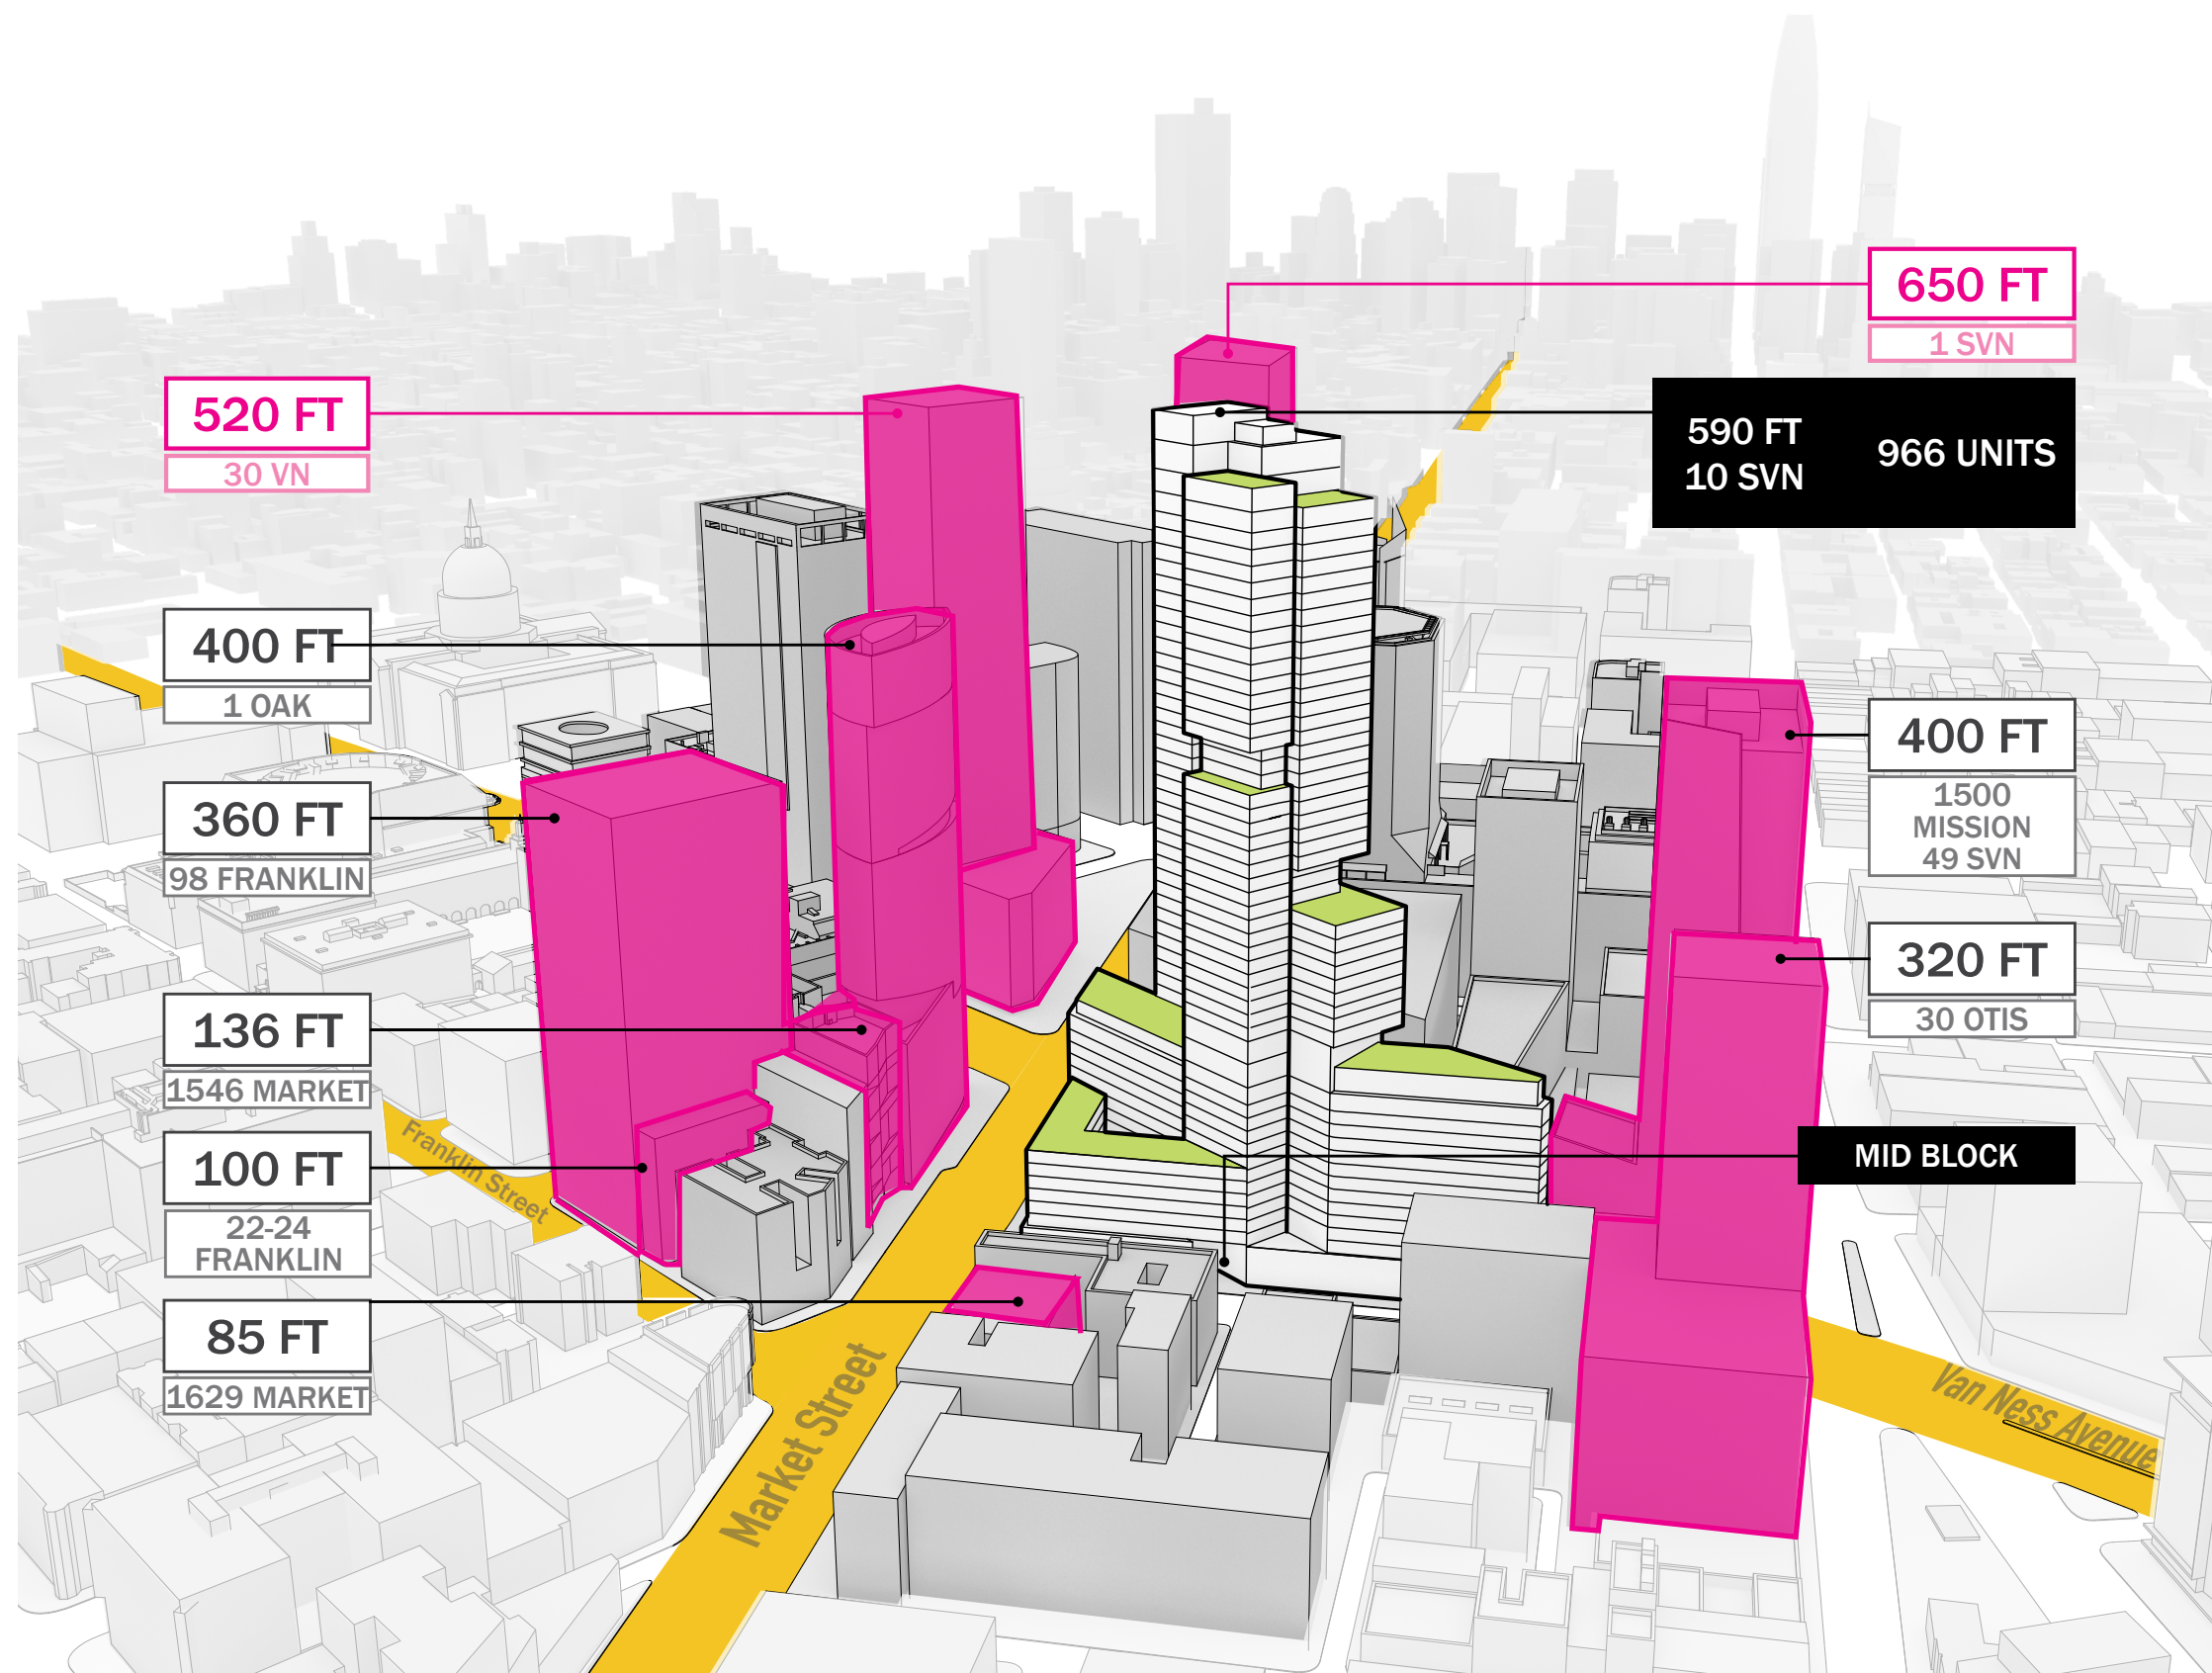 650 FT
1 SVN
520 FT
30 VN
590 FT
10 SVN
966 UNITS
400 FT
1 OAK
360 FT
98 FRANKLIN
136 FT
1546 MARKET
100 FT
22-24
FRANKLIN
85 FT
1629 MARKET
400 FT
1500
MISSION
49 SVN
320 FT
30 OTIS
MID BLOCK
Franklin Street
Market Street
Van Ness Avenue